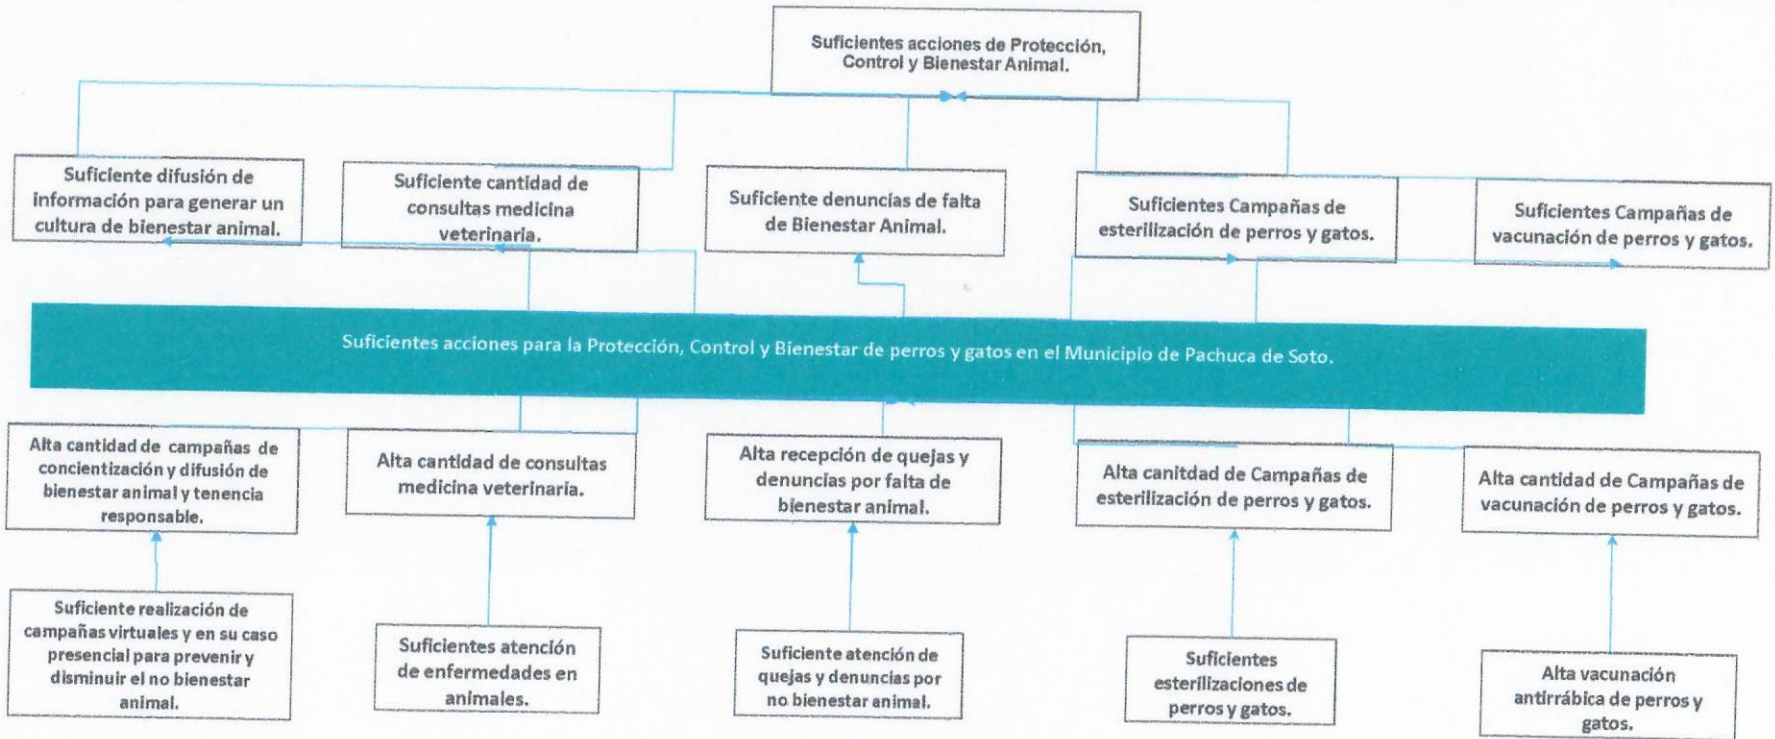 Suficientes acciones de Protección,
Control y Bienestar Animal.
Suficiente difusión de
información para generar un
cultura de bienestar animal.
Suficiente cantidad de
consultas medicina
veterinaria.
Suficiente denuncias de falta
de Bienestar Animal.
Suficientes Campañas de
esterilización de perros y gatos.
Suficientes Campañas de
vacunación de perros y gatos.
Suficientes acciones para la Protección, Control y Bienestar de perros y gatos en el Municipio de Pachuca de Soto.
Alta cantidad de campañas de
concientización y difusión de
bienestar animal y tenencia
responsable.
Alta cantidad de consultas
medicina veterinaria.
Alta recepción de quejas y
denuncias por falta de
bienestar animal.
Alta canitdad de Campañas de
esterilización de perros y gatos.
Alta cantidad de Campañas de
vacunación de perros y gatos.
Suficiente realización de
campañas virtuales y en su caso
presencial para prevenir y
disminuir el no bienestar
animal.
Suficientes atención
de enfermedades en
animales.
Suficiente atención de
quejas y denuncias por
no bienestar animal.
Suficientes
esterilizaciones de
perros y gatos.
Alta vacunación
antirrábica de perros y
gatos.